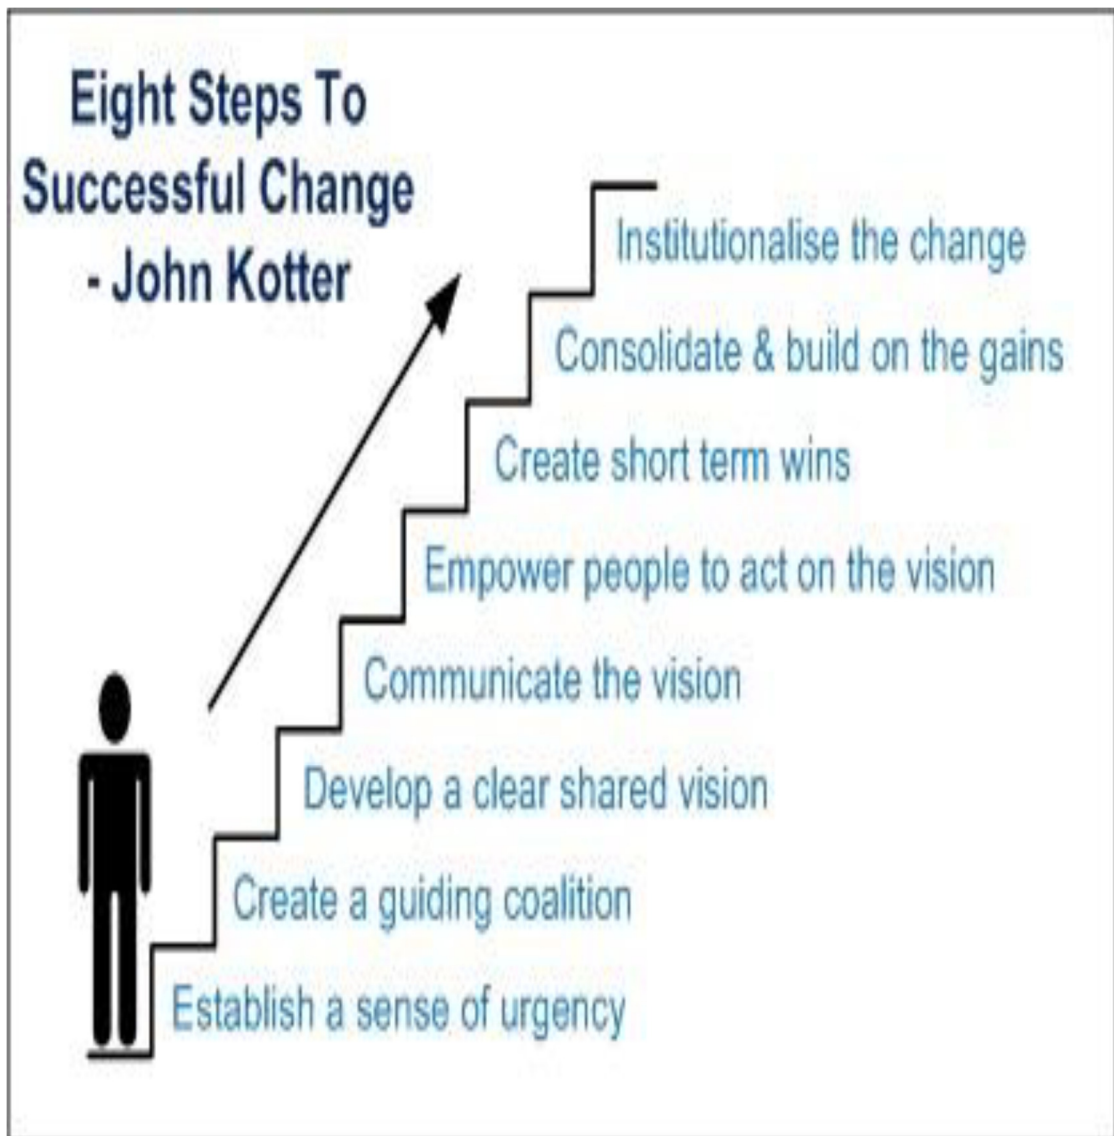 Eight Steps To
Successful Change
- John Kotter
Institutionalise the change
Consolidate & build on the gains
Create short term wins
Empower people to act on the vision
Communicate the vision
Develop a clear shared vision
Create a guiding coalition
Establish a sense of urgency